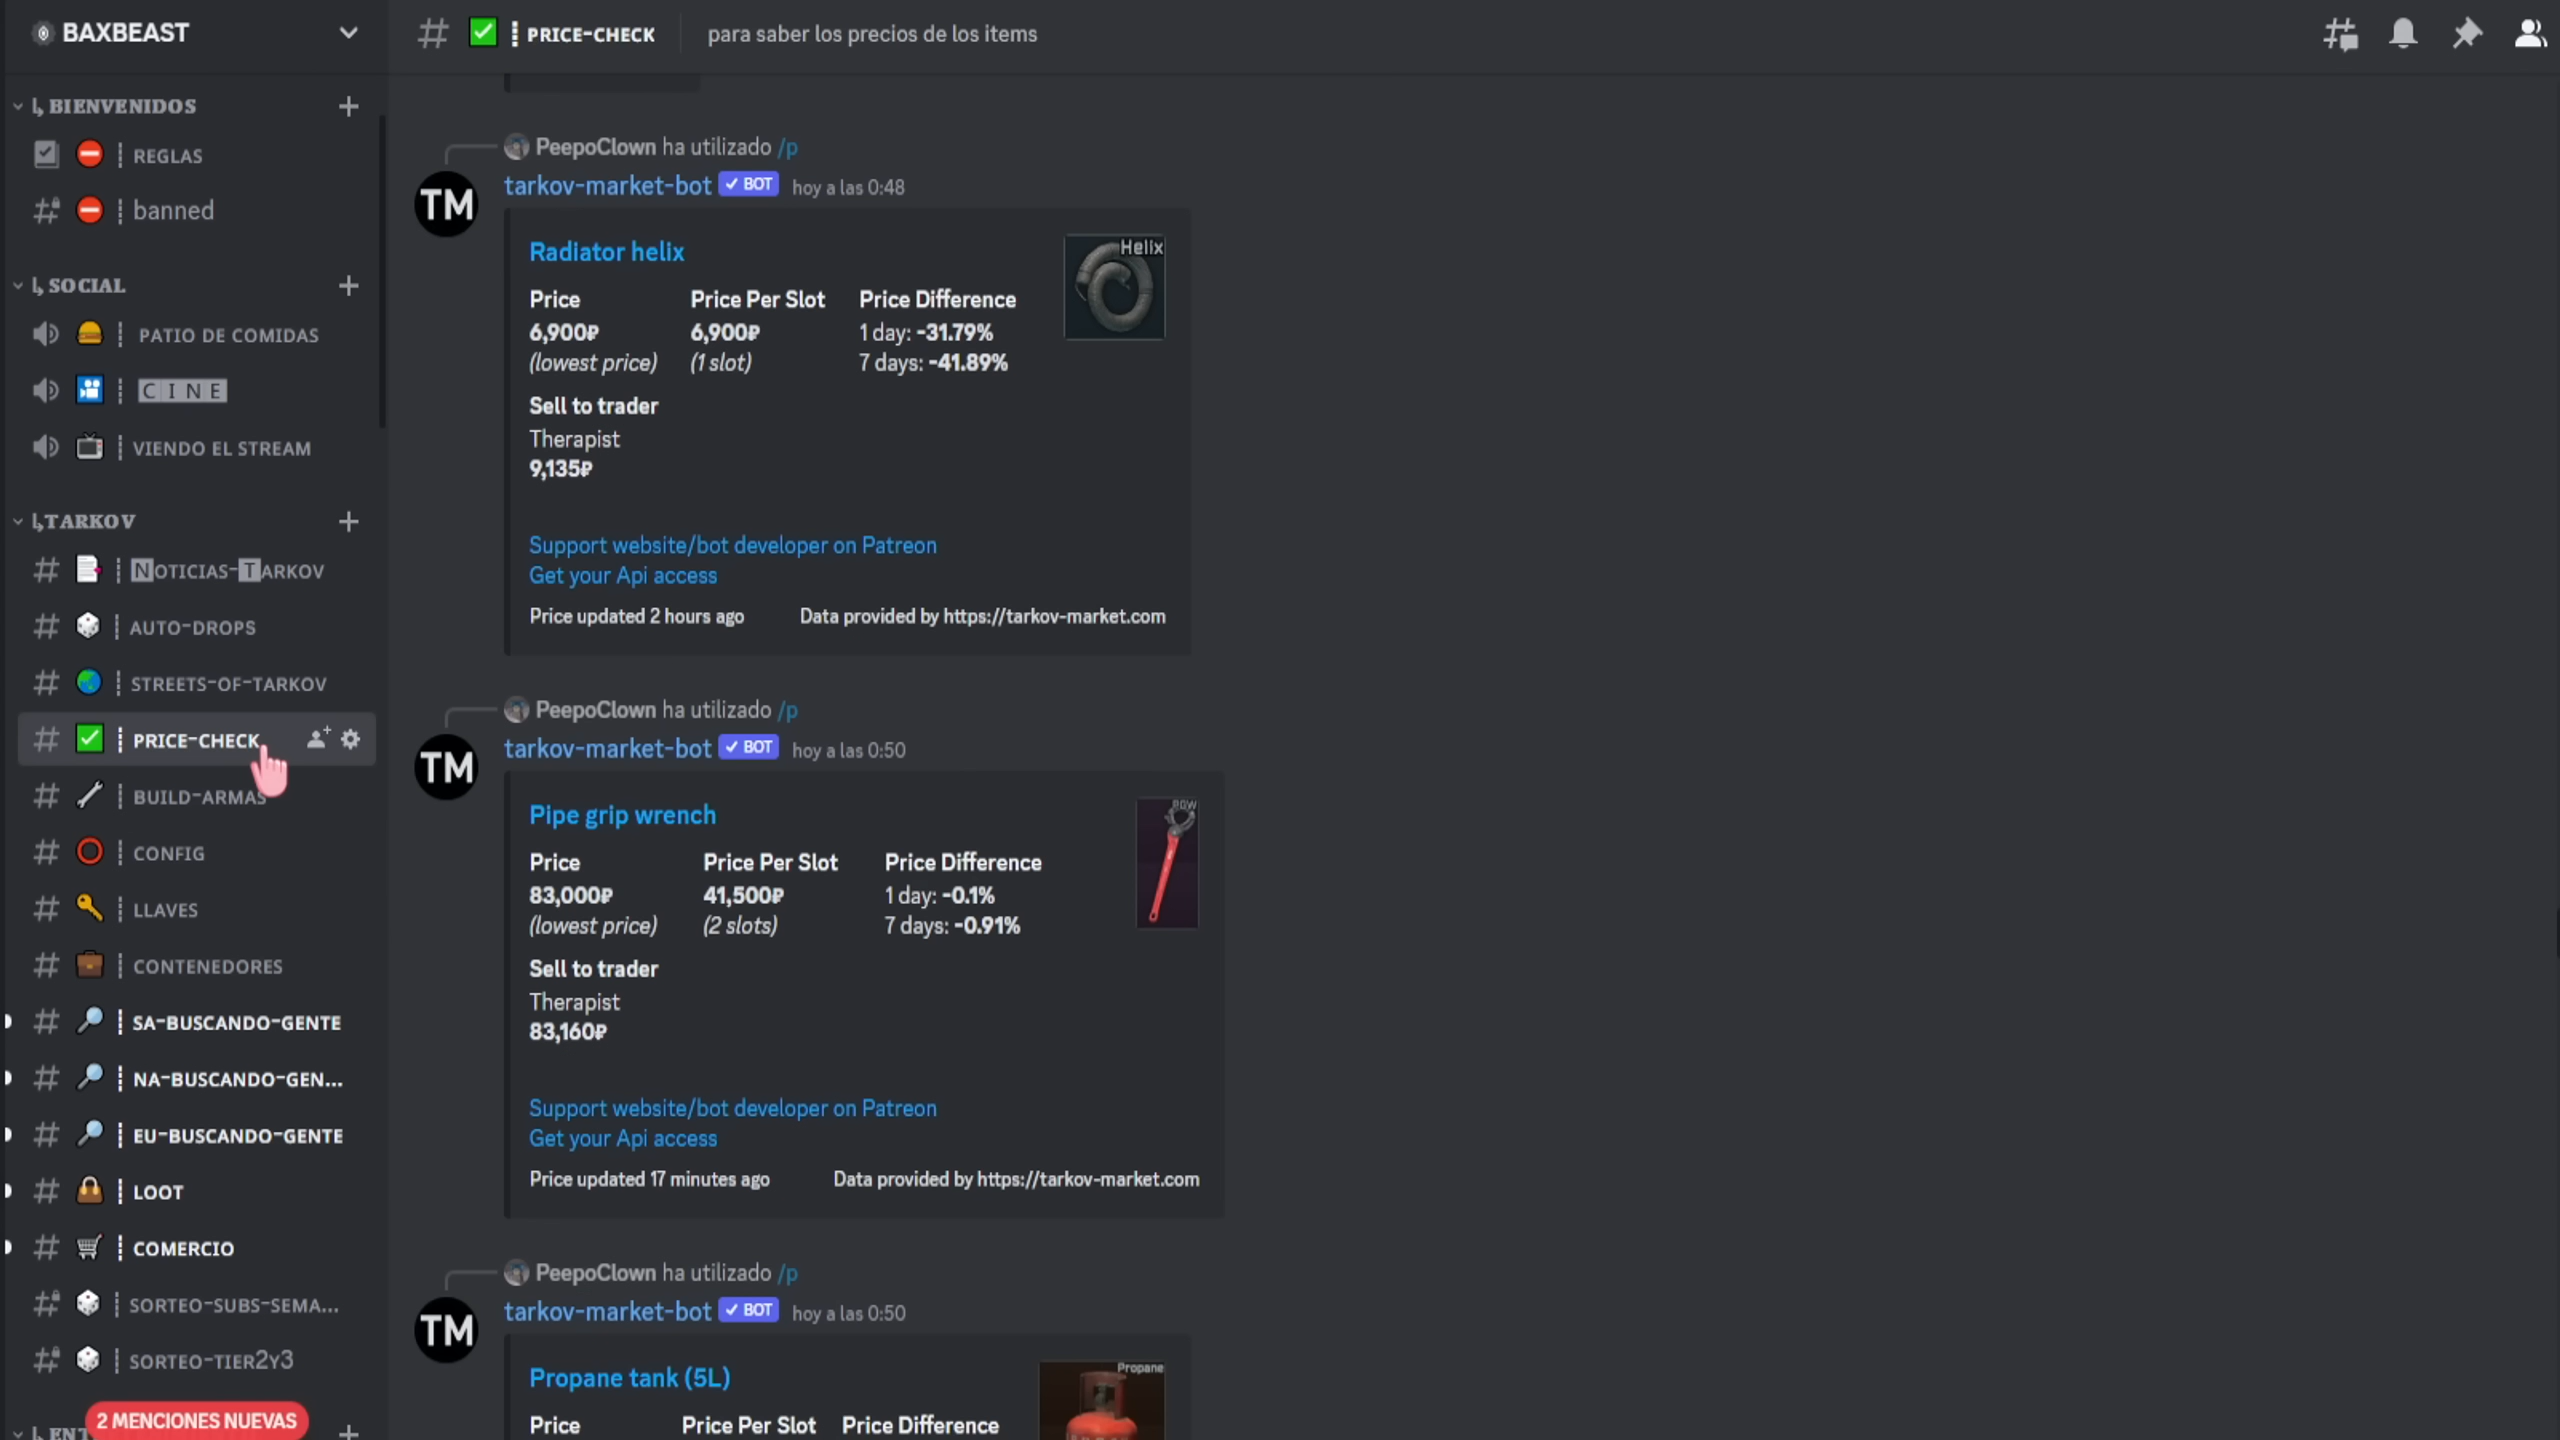 BAXBEAST
BIENVENIDOS
REGLAS
banned
SOCIAL
PATIO DE COMIDAS
CINE
VIENDO EL STREAM
TARKOV
NOTICIAS-TARKOV
AUTO-DROPS
STREETS-OF-TARKOV
PRICE-CHECK
BUILD-ARMAS
CONFIG
LLAVES
CONTENEDORES
SA-BUSCANDO-GENTE
NA-BUSCANDO-GEN...
EU-BUSCANDO-GENTE
LOOT
COMERCIO
SORTEO-SUBS-SEMA...
SORTEO-TIER2Y3
2 MENCIONES NUEVAS
PRICE-CHECK para saber los precios de los items
PeepoClown ha utilizado /p
TM
tarkov-market-bot ✓ BOT hoy a las 0:48
Radiator helix
Helix
Price Price Per Slot Price Difference
6,900₽ 6,900₽ 1 day: -31.79%
(lowest price) (1 slot) 7 days: -41.89%
Sell to trader
Therapist
9,135₽
Support website/bot developer on Patreon
Get your Api access
Price updated 2 hours ago Data provided by https://tarkov-market.com
PeepoClown ha utilizado /p
TM
tarkov-market-bot ✓ BOT hoy a las 0:50
Pipe grip wrench
PGW
Price Price Per Slot Price Difference
83,000₽ 41,500₽ 1 day: -0.1%
(lowest price) (2 slots) 7 days: -0.91%
Sell to trader
Therapist
83,160₽
Support website/bot developer on Patreon
Get your Api access
Price updated 17 minutes ago Data provided by https://tarkov-market.com
PeepoClown ha utilizado /p
TM
tarkov-market-bot ✓ BOT hoy a las 0:50
Propane tank (5L)
Propane
Price Price Per Slot Price Difference